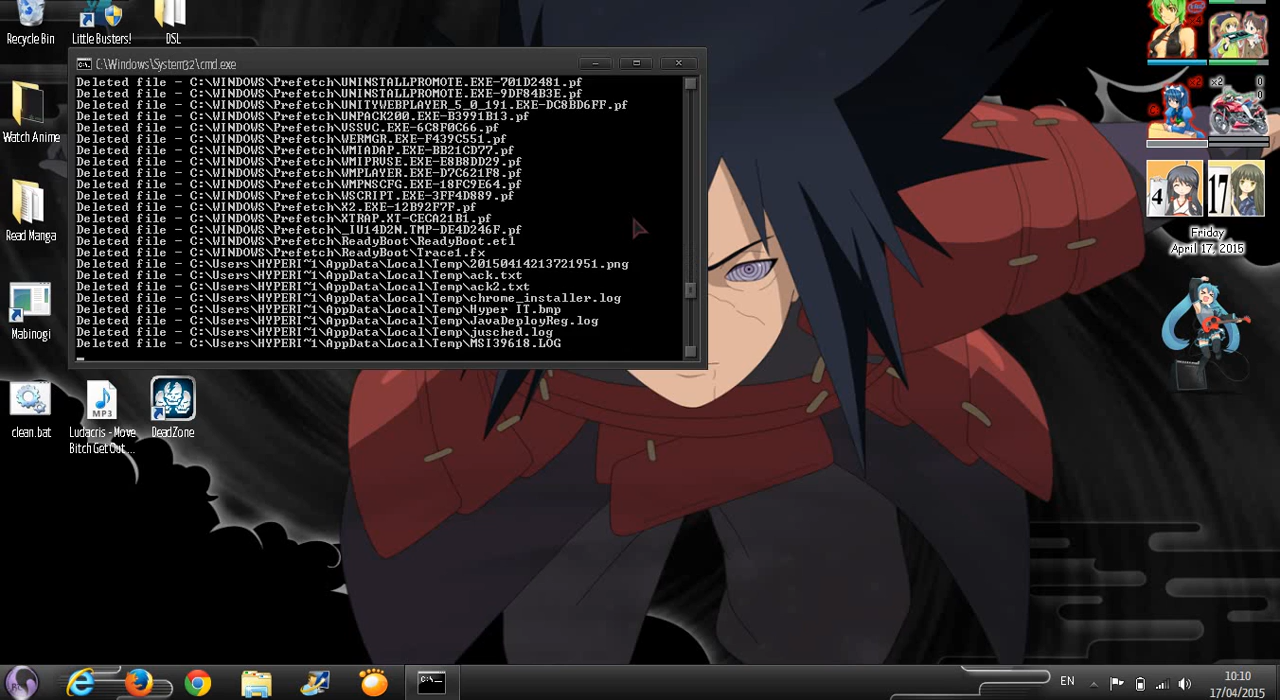 Recycle Bin
Little Busters!
DSL
C:\Windows\System32\cmd.exe
Deleted file - C:\WINDOWS\Prefetch\UNINSTALLPROMOTE.EXE-701D2481.pf
Deleted file - C:\WINDOWS\Prefetch\UNINSTALLPROMOTE.EXE-9DF84B3E.pf
Deleted file - C:\WINDOWS\Prefetch\UNITYWEBPLAYER_5_0_191.EXE-DC8BD6FF.pf
Deleted file - C:\WINDOWS\Prefetch\UNPACK200.EXE-B3991B13.pf
Deleted file - C:\WINDOWS\Prefetch\VSSVC.EXE-6C8F0C66.pf
Deleted file - C:\WINDOWS\Prefetch\WERMGR.EXE-F439C551.pf
Deleted file - C:\WINDOWS\Prefetch\WMIADAP.EXE-BB21CD77.pf
Deleted file - C:\WINDOWS\Prefetch\WMIPRVSE.EXE-E8B8DD29.pf
Deleted file - C:\WINDOWS\Prefetch\WMPLAYER.EXE-D7C621F8.pf
Deleted file - C:\WINDOWS\Prefetch\WMPNSCFG.EXE-18FC9E64.pf
Deleted file - C:\WINDOWS\Prefetch\WSCRIPT.EXE-3FF4D889.pf
Deleted file - C:\WINDOWS\Prefetch\X2.EXE-12B92F7F.pf
Deleted file - C:\WINDOWS\Prefetch\XTRAP.XT-CECA21B1.pf
Deleted file - C:\WINDOWS\Prefetch\_IU14D2N.TMP-DE4D246F.pf
Deleted file - C:\WINDOWS\Prefetch\ReadyBoot\ReadyBoot.etl
Deleted file - C:\WINDOWS\Prefetch\ReadyBoot\Trace1.fx
Deleted file - C:\Users\HYPERI~1\AppData\Local\Temp\20150414213721951.png
Deleted file - C:\Users\HYPERI~1\AppData\Local\Temp\ack.txt
Deleted file - C:\Users\HYPERI~1\AppData\Local\Temp\ack2.txt
Deleted file - C:\Users\HYPERI~1\AppData\Local\Temp\chrome_installer.log
Deleted file - C:\Users\HYPERI~1\AppData\Local\Temp\Hyper IT.bmp
Deleted file - C:\Users\HYPERI~1\AppData\Local\Temp\JavaDeployReg.log
Deleted file - C:\Users\HYPERI~1\AppData\Local\Temp\jusched.log
Deleted file - C:\Users\HYPERI~1\AppData\Local\Temp\MSI39618.LOG
Watch Anime
Read Manga
Mabinogi
clean.bat
MP3
Ludacris - Move
Bitch Get Out ...
DeadZone
x4
x2
x2
0
0
4
17
Friday
April 17, 2015
EN
10:10
17/04/2015